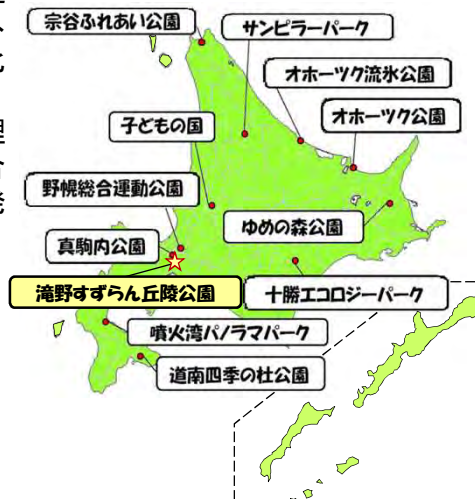 宗谷ふれあい公園
サンピラーパーク
オホーツク流氷公園
オホーツク公園
子どもの国
野幌総合運動公園
ゆめの森公園
真駒内公園
滝野すずらん丘陵公園
十勝エコロジーパーク
噴火湾パノラマパーク
道南四季の杜公園